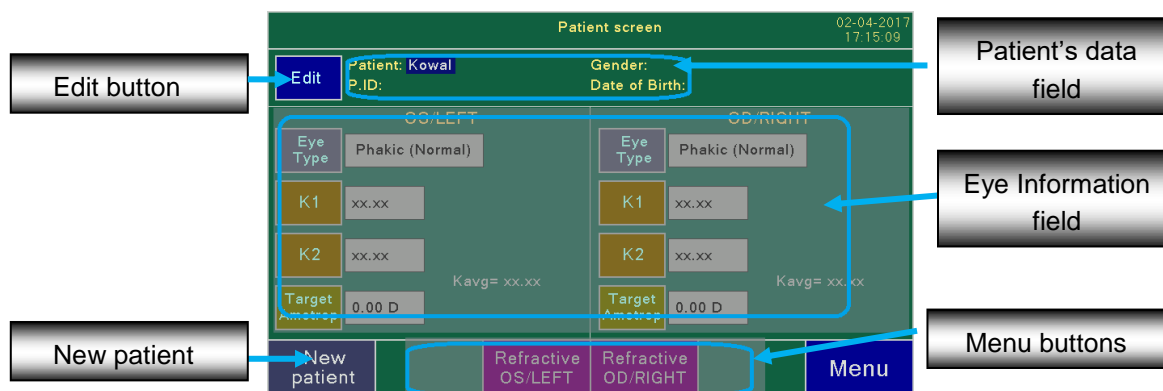 Patient screen
02-04-2017
17:15:09
Edit button
Edit
Patient: Kowal
Gender:
P.ID:
Date of Birth:
Patient's data
field
OS/LEFT
OD/RIGHT
Eye
Type
Phakic (Normal)
Eye
Type
Phakic (Normal)
K1
xx.xx
K1
xx.xx
Eye Information
field
K2
xx.xx
K2
xx.xx
Kavg= xx.xx
Kavg= xx.xx
Target
Ametrop
0.00 D
Target
Ametrop
0.00 D
New patient
New
patient
Refractive
OS/LEFT
Refractive
OD/RIGHT
Menu
Menu buttons